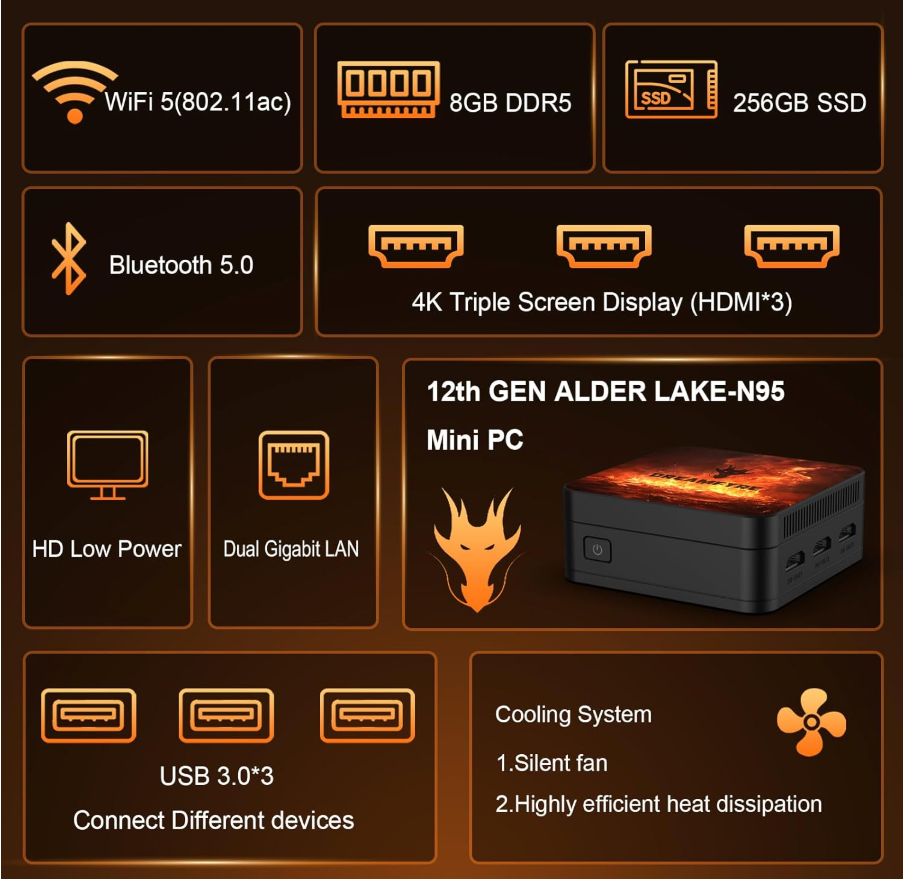 WiFi 5(802.11ac)
8GB DDR5
SSD
256GB SSD
Bluetooth 5.0
4K Triple Screen Display (HDMI*3)
HD Low Power
Dual Gigabit LAN
12th GEN ALDER LAKE-N95
Mini PC
USB 3.0*3
Connect Different devices
Cooling System
1.Silent fan
2.Highly efficient heat dissipation